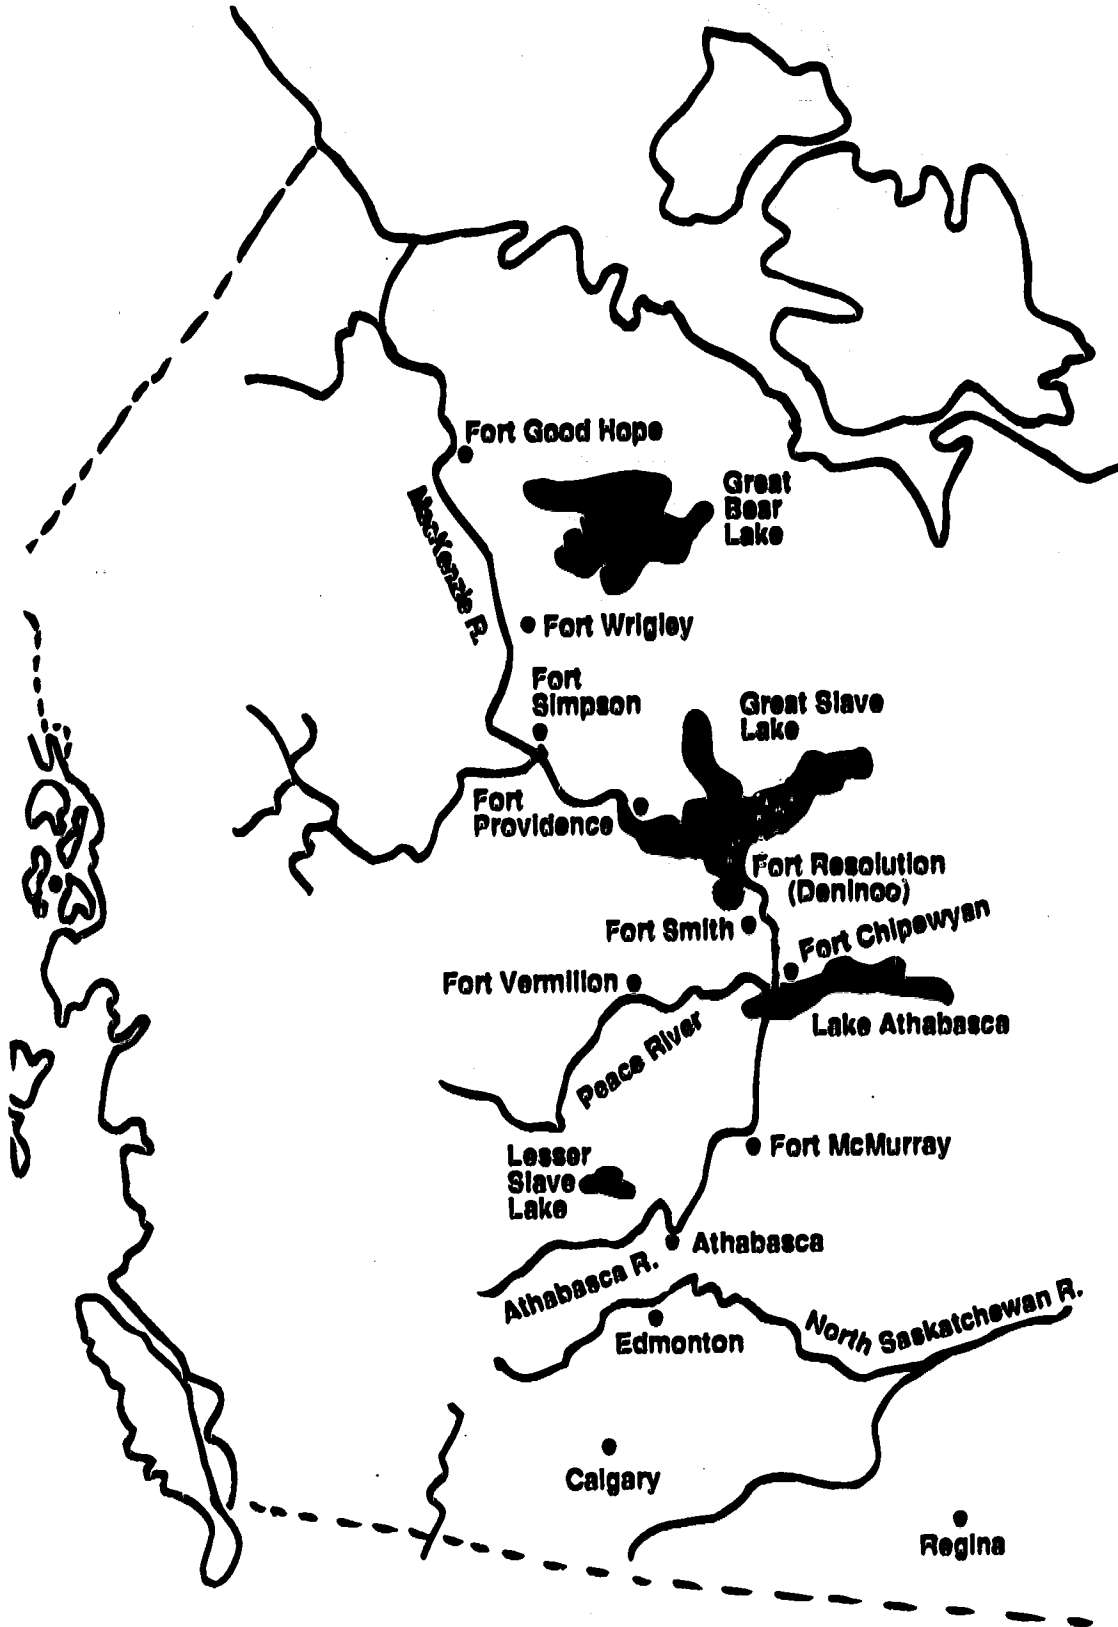 Fort Good Hope
Great
Bear
Lake
MacKenzie R.
Fort Wrigley
Fort
Simpson
Great Slave
Lake
Fort
Providence
Fort Resolution
(Deninoo)
Fort Smith
Fort Chipewyan
Fort Vermilion
Lake Athabasca
Peace River
Fort McMurray
Lesser
Slave
Lake
Athabasca
Athabasca R.
North Saskatchewan R.
Edmonton
Calgary
Regina